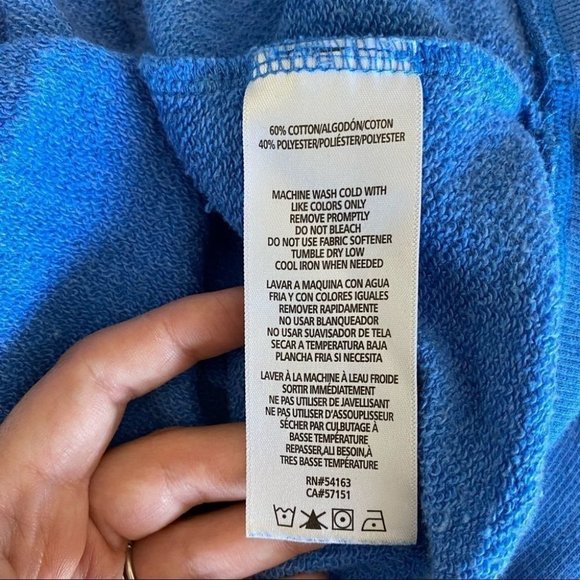 60% COTTON/ALGODÓN/COTON
40% POLYESTER/POLIÉSTER/POLYESTER
MACHINE WASH COLD WITH
LIKE COLORS ONLY
REMOVE PROMPTLY
DO NOT BLEACH
DO NOT USE FABRIC SOFTENER
TUMBLE DRY LOW
COOL IRON WHEN NEEDED
LAVAR A MAQUINA CON AGUA
FRIA Y CON COLORES IGUALES
REMOVER RAPIDAMENTE
NO USAR BLANQUEADOR
NO USAR SUAVISADOR DE TELA
SECAR A TEMPERATURA BAJA
PLANCHA FRIA SI NECESITA
LAVER À LA MACHINE À LEAU FROIDE
SORTIR IMMÉDIATEMENT
NE PAS UTILISER DE JAVELLISANT
NE PAS UTILISER D'ASSOUPLISEUR
SÉCHER PAR CULBUTAGE À
BASSE TEMPÉRATURE
REPASSER,AU BESOIN,À
TRES BASSE TEMPÉRATURE
RN#54163
CA#57151